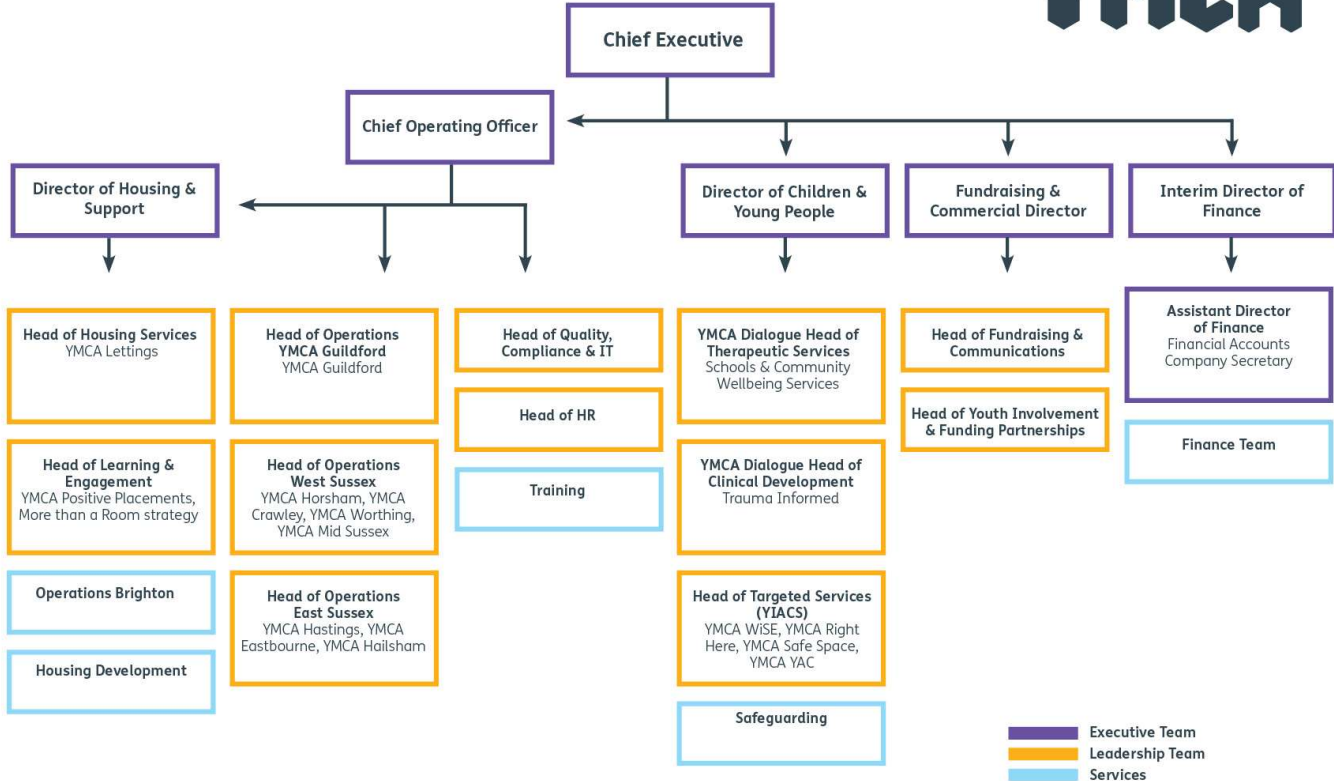 YMCA
Chief Executive
Chief Operating Officer
Director of Housing &
Support
Director of Children &
Young People
Fundraising &
Commercial Director
Interim Director of
Finance
Head of Housing Services
YMCA Lettings
Head of Learning &
Engagement
YMCA Positive Placements,
More than a Room strategy
Operations Brighton
Housing Development
Head of Operations
YMCA Guildford
YMCA Guildford
Head of Operations
West Sussex
YMCA Horsham, YMCA
Crawley, YMCA Worthing,
YMCA Mid Sussex
Head of Operations
East Sussex
YMCA Hastings, YMCA
Eastbourne, YMCA Hailsham
Head of Quality,
Compliance & IT
Head of HR
Training
YMCA Dialogue Head of
Therapeutic Services
Schools & Community
Wellbeing Services
YMCA Dialogue Head of
Clinical Development
Trauma Informed
Head of Targeted Services
(YIACS)
YMCA WiSE, YMCA Right
Here, YMCA Safe Space,
YMCA YAC
Safeguarding
Head of Fundraising &
Communications
Head of Youth Involvement
& Funding Partnerships
Assistant Director
of Finance
Financial Accounts
Company Secretary
Finance Team
Executive Team
Leadership Team
Services